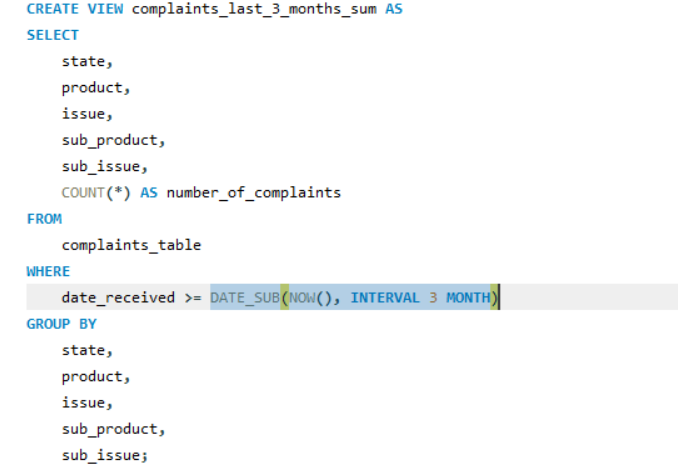 CREATE VIEW complaints_last_3_months_sum AS
SELECT
    state,
    product,
    issue,
    sub_product,
    sub_issue,
    COUNT(*) AS number_of_complaints
FROM
    complaints_table
WHERE
    date_received >= DATE_SUB(NOW(), INTERVAL 3 MONTH)
GROUP BY
    state,
    product,
    issue,
    sub_product,
    sub_issue;